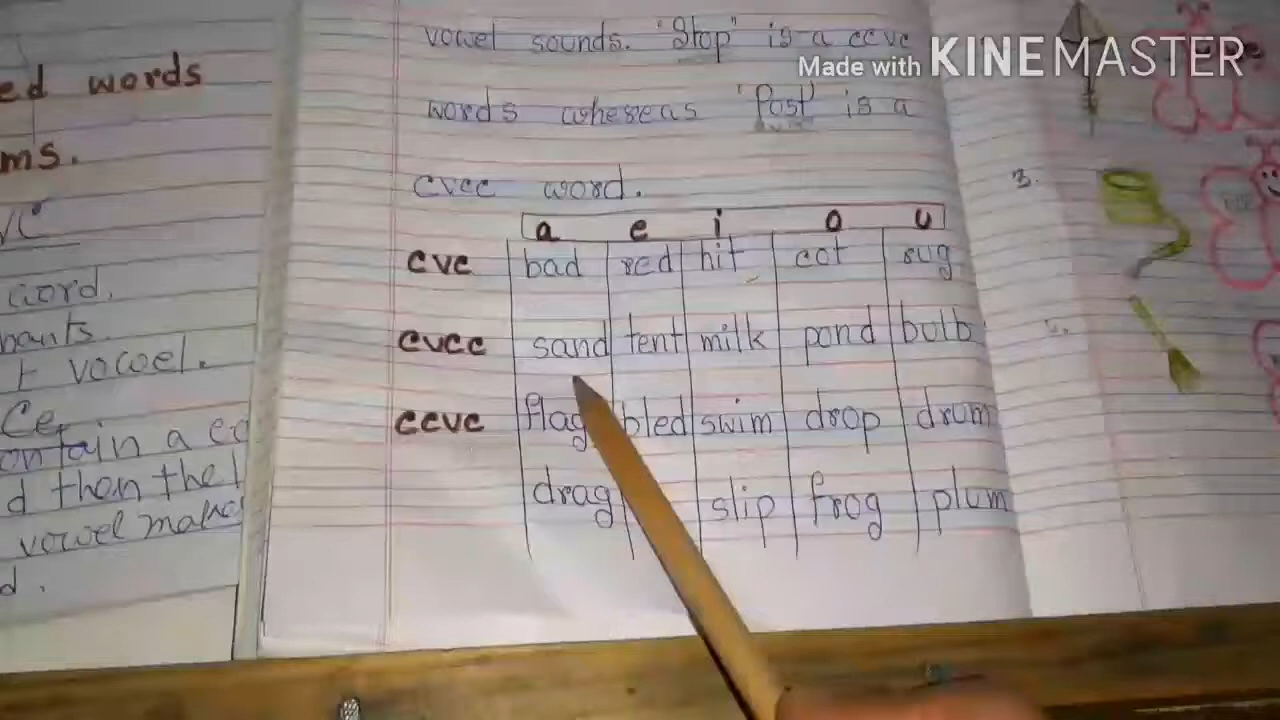 ed words
ms.
word.
vowel.
ontain a
d then the
vowel make
d.
vowel sounds. "Stop" is a ccvc
words whereas 'Post' is a
cvcc word.
a e i o u
cvc bad red hit cot rug
cvcc sand tent milk pond bulb
ccvc flag bled swim drop drum
drag slip frog plum
3.
Made with KINEMASTER